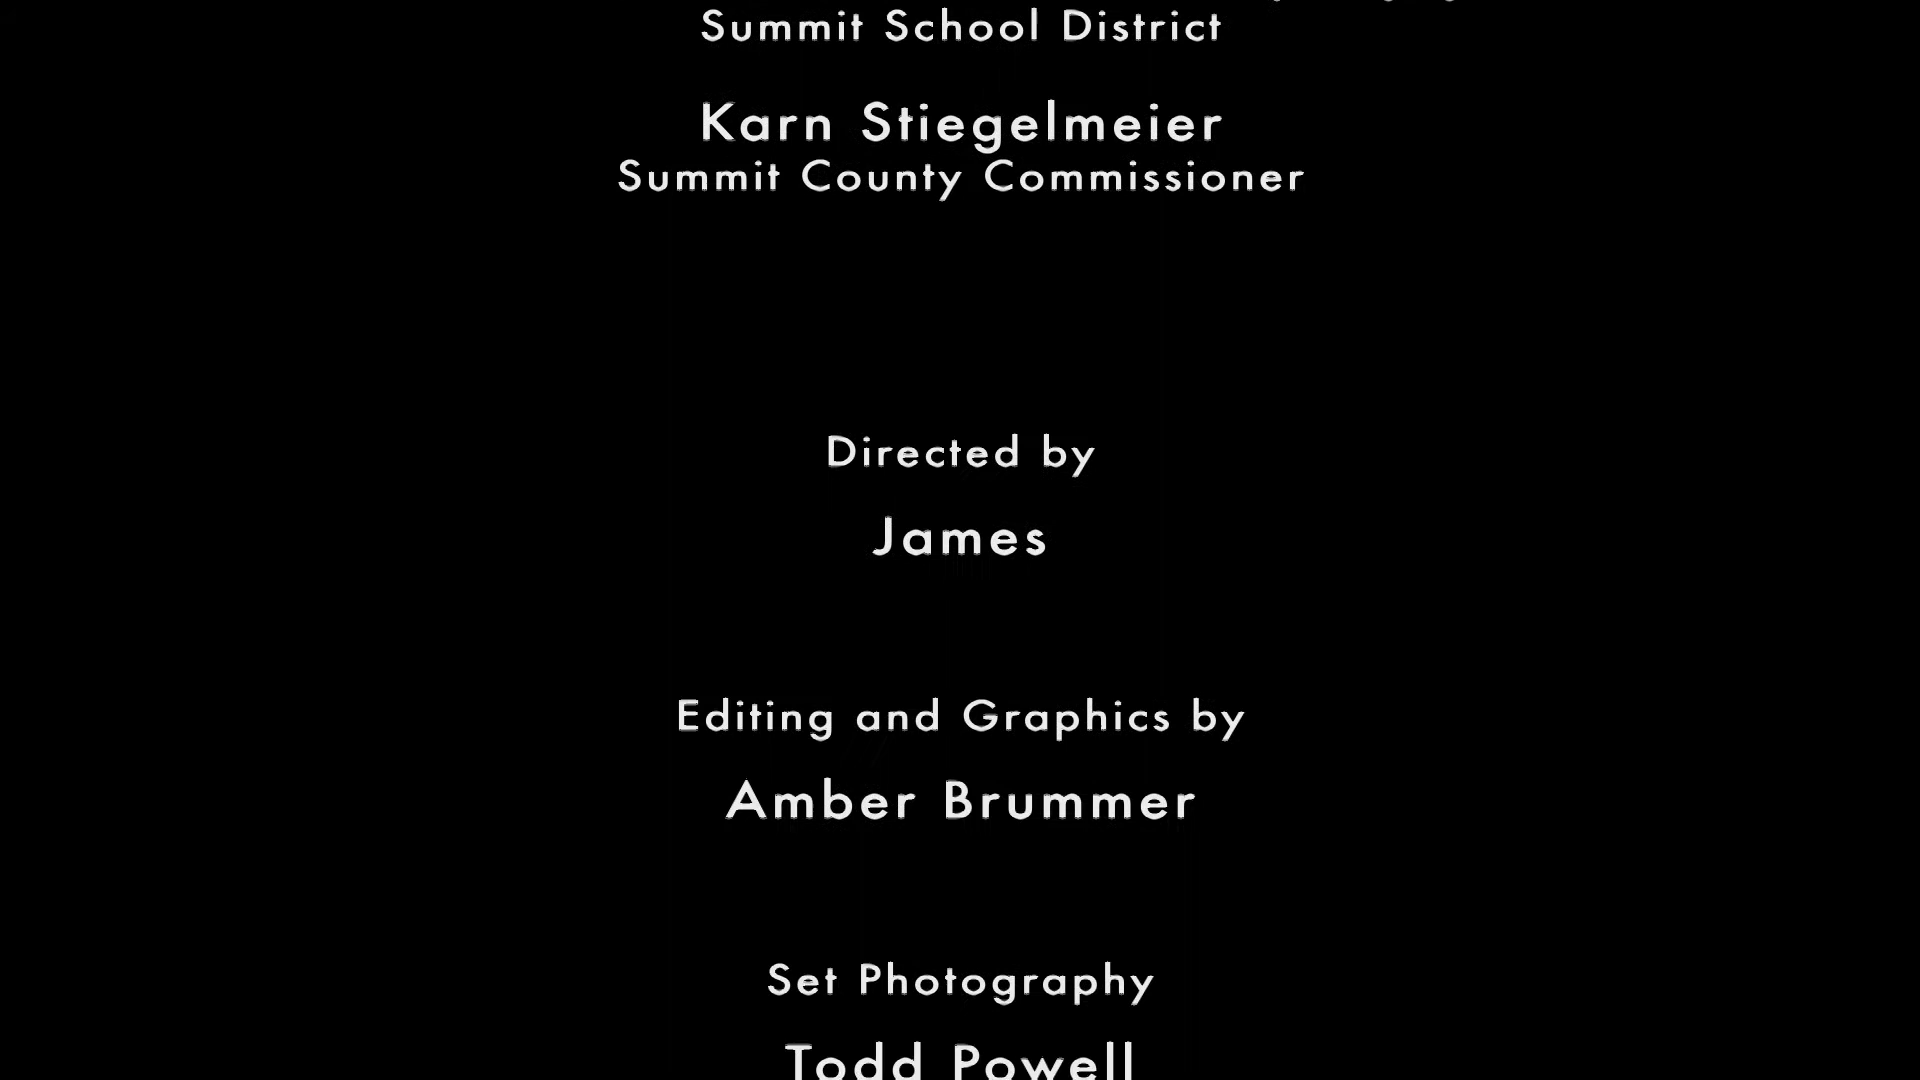 Summit School District
Karn Stiegelmeier
Summit County Commissioner
Directed by
James
Editing and Graphics by
Amber Brummer
Set Photography
Todd Powell